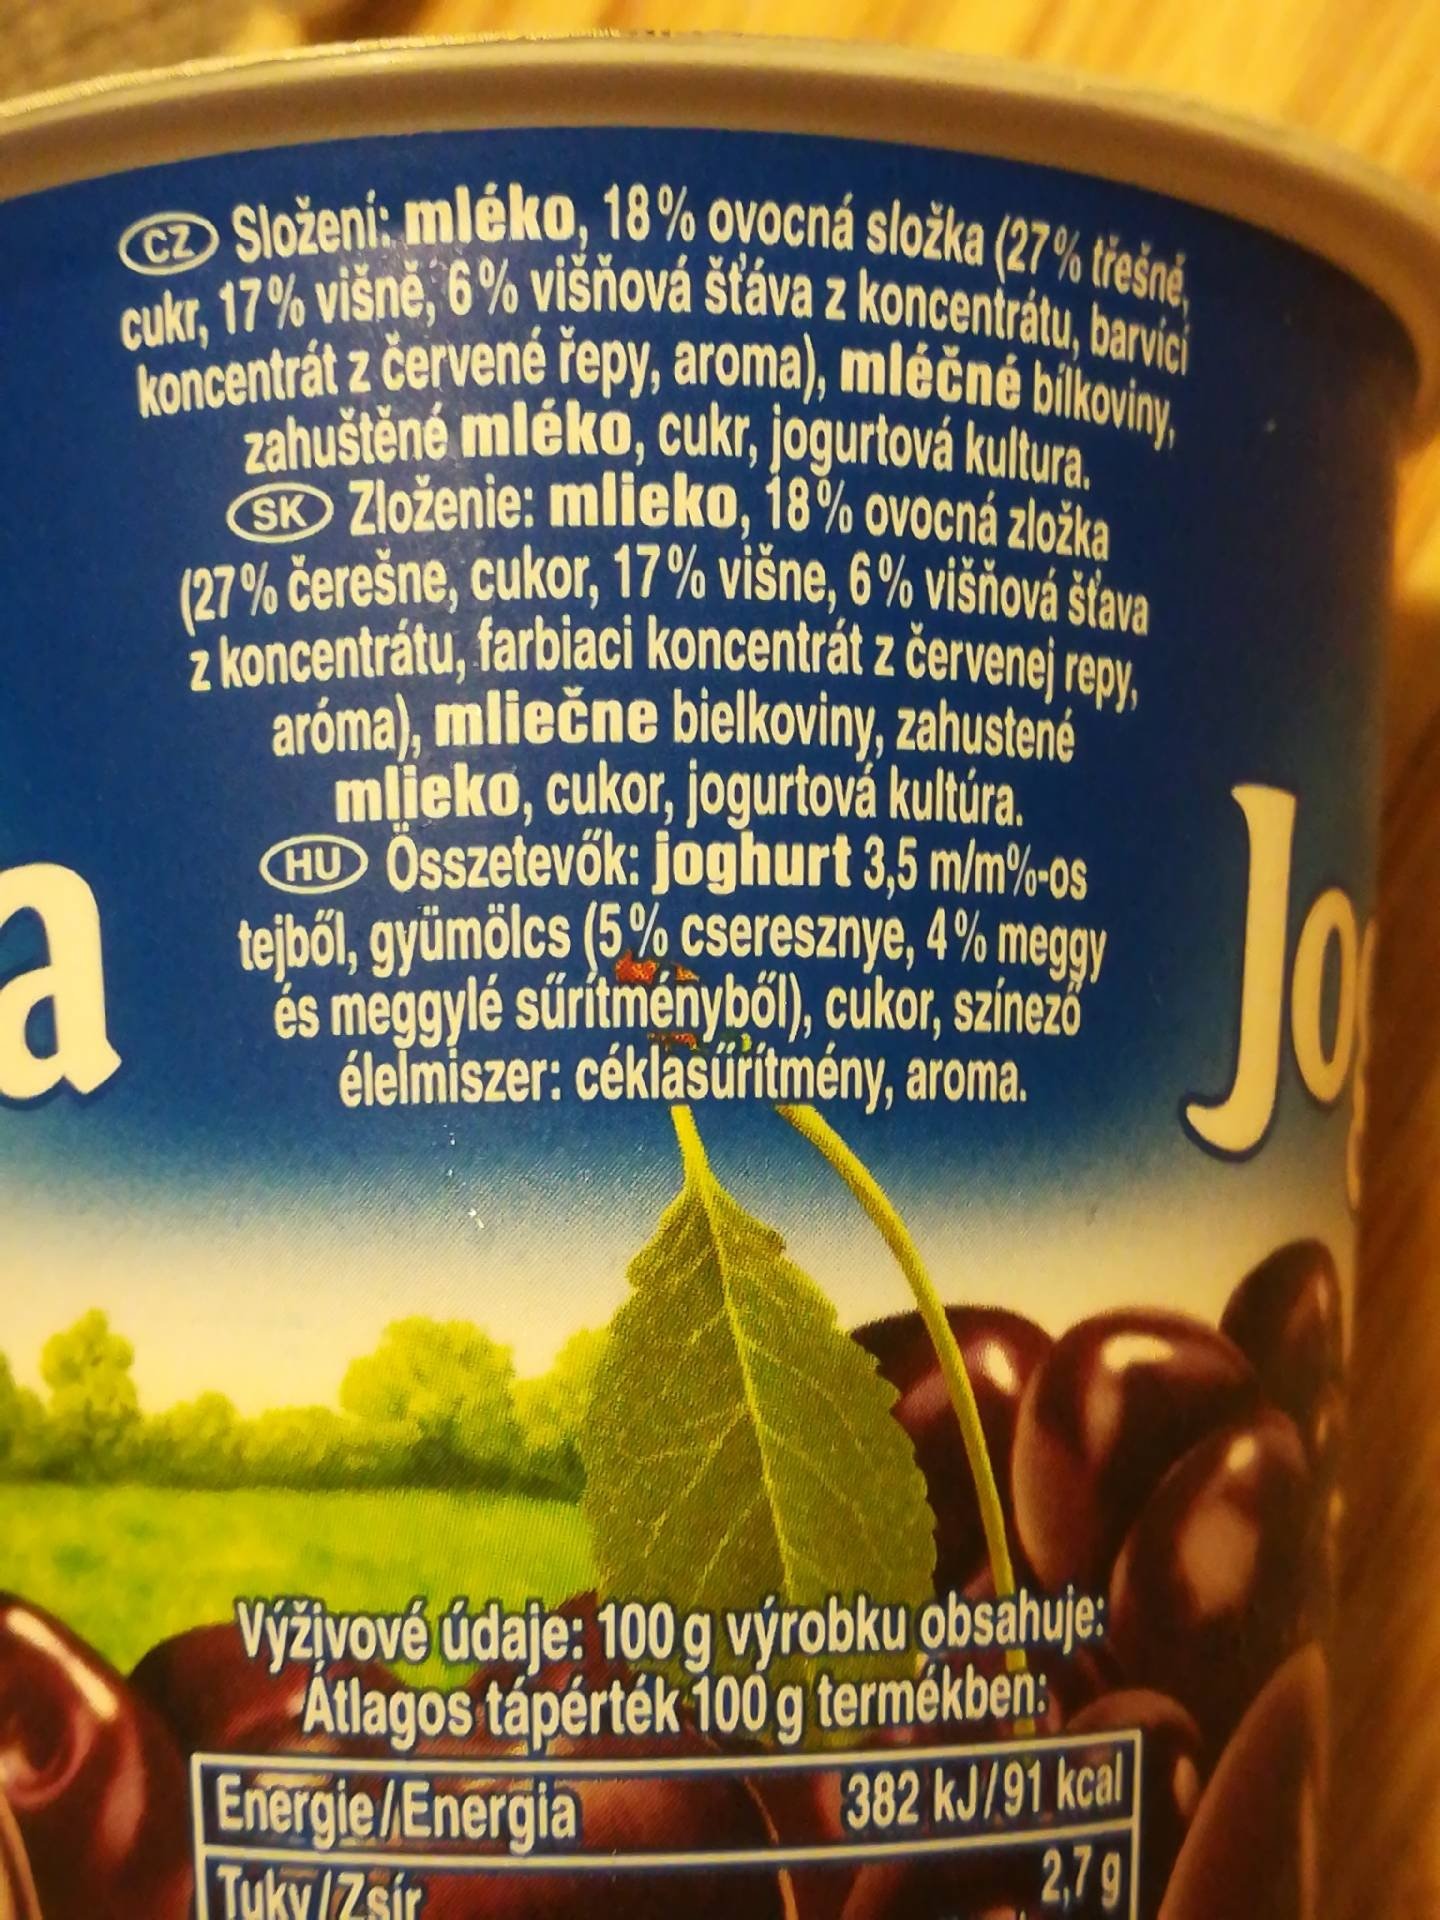 CZ Složení: mléko, 18% ovocná složka (27% třešně,
cukr, 17% višně, 6% višňová šťáva z koncentrátu, barvicí
koncentrát z červené řepy, aroma), mléčné bílkoviny,
zahuštěné mléko, cukr, jogurtová kultura.
SK Zloženie: mlieko, 18% ovocná zložka
(27% čerešne, cukor, 17% višne, 6% višňová šťava
z koncentrátu, farbiaci koncentrát z červenej repy,
aróma), mliečne bielkoviny, zahustené
mlieko, cukor, jogurtová kultúra.
HU Összetevők: joghurt 3,5 m/m%-os
tejből, gyümölcs (5% cseresznye, 4% meggy
és meggylé sűrítményből), cukor, színező
élelmiszer: céklasűrítmény, aroma.
a
Jo
Výživové údaje: 100 g výrobku obsahuje:
Átlagos tápérték 100 g termékben:
Energie/Energia 382 kJ/91 kcal
Tuky/Zsír 2,7 g